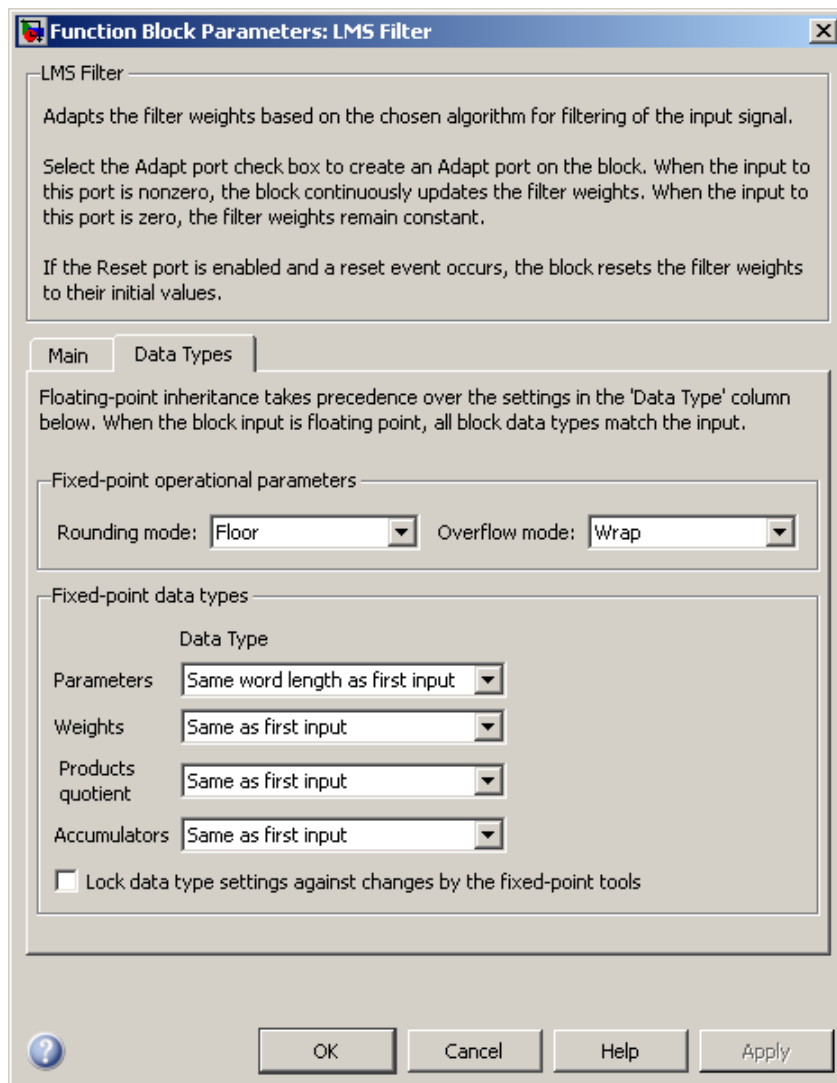 Function Block Parameters: LMS Filter
LMS Filter
Adapts the filter weights based on the chosen algorithm for filtering of the input signal.
Select the Adapt port check box to create an Adapt port on the block. When the input to
this port is nonzero, the block continuously updates the filter weights. When the input to
this port is zero, the filter weights remain constant.
If the Reset port is enabled and a reset event occurs, the block resets the filter weights
to their initial values.
Main Data Types
Floating-point inheritance takes precedence over the settings in the 'Data Type' column
below. When the block input is floating point, all block data types match the input.
Fixed-point operational parameters
Rounding mode: Floor Overflow mode: Wrap
Fixed-point data types
Data Type
Parameters Same word length as first input
Weights Same as first input
Products
quotient Same as first input
Accumulators Same as first input
Lock data type settings against changes by the fixed-point tools
? OK Cancel Help Apply